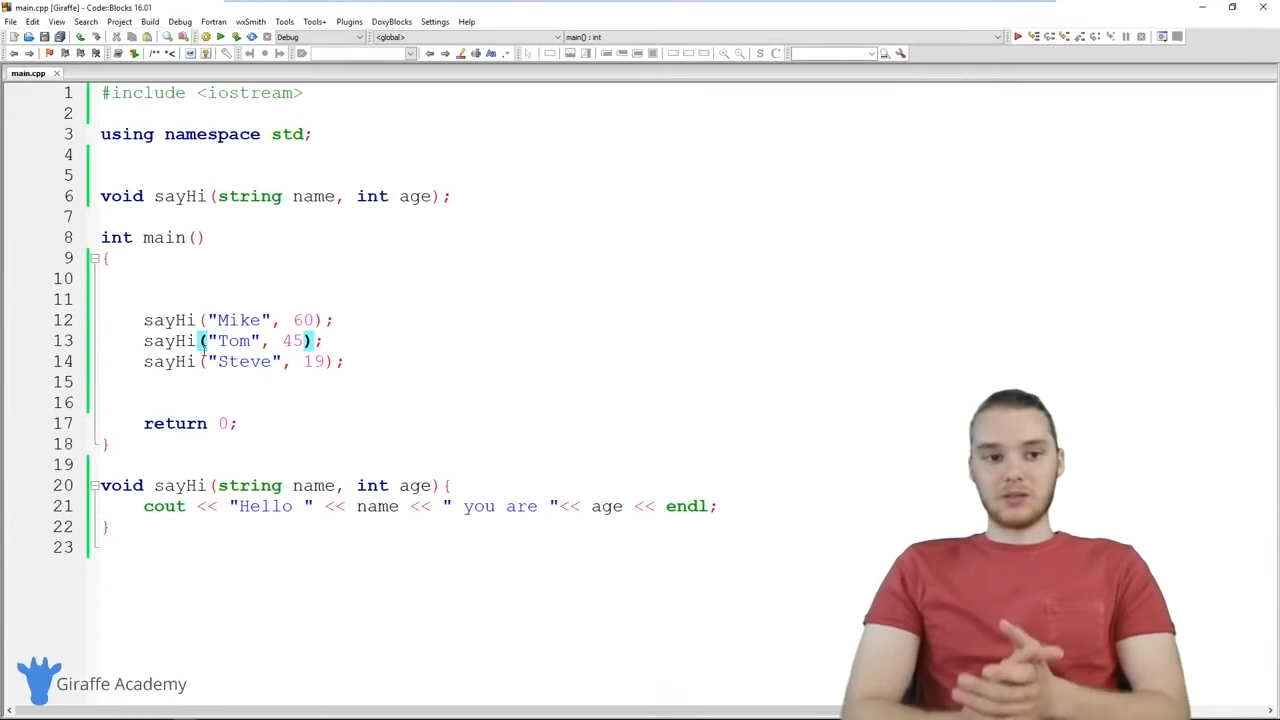 main.cpp [Giraffe] - Code::Blocks 16.01
File Edit View Search Project Build Debug Fortran wxSmith Tools Tools+ Plugins DoxyBlocks Settings Help
Debug <global> main() : int
main.cpp
1 #include <iostream>
2
3 using namespace std;
4
5
6 void sayHi(string name, int age);
7
8 int main()
9 {
10
11
12 sayHi("Mike", 60);
13 sayHi("Tom", 45);
14 sayHi("Steve", 19);
15
16
17 return 0;
18 }
19
20 void sayHi(string name, int age){
21 cout << "Hello " << name << " you are "<< age << endl;
22 }
23
Giraffe Academy